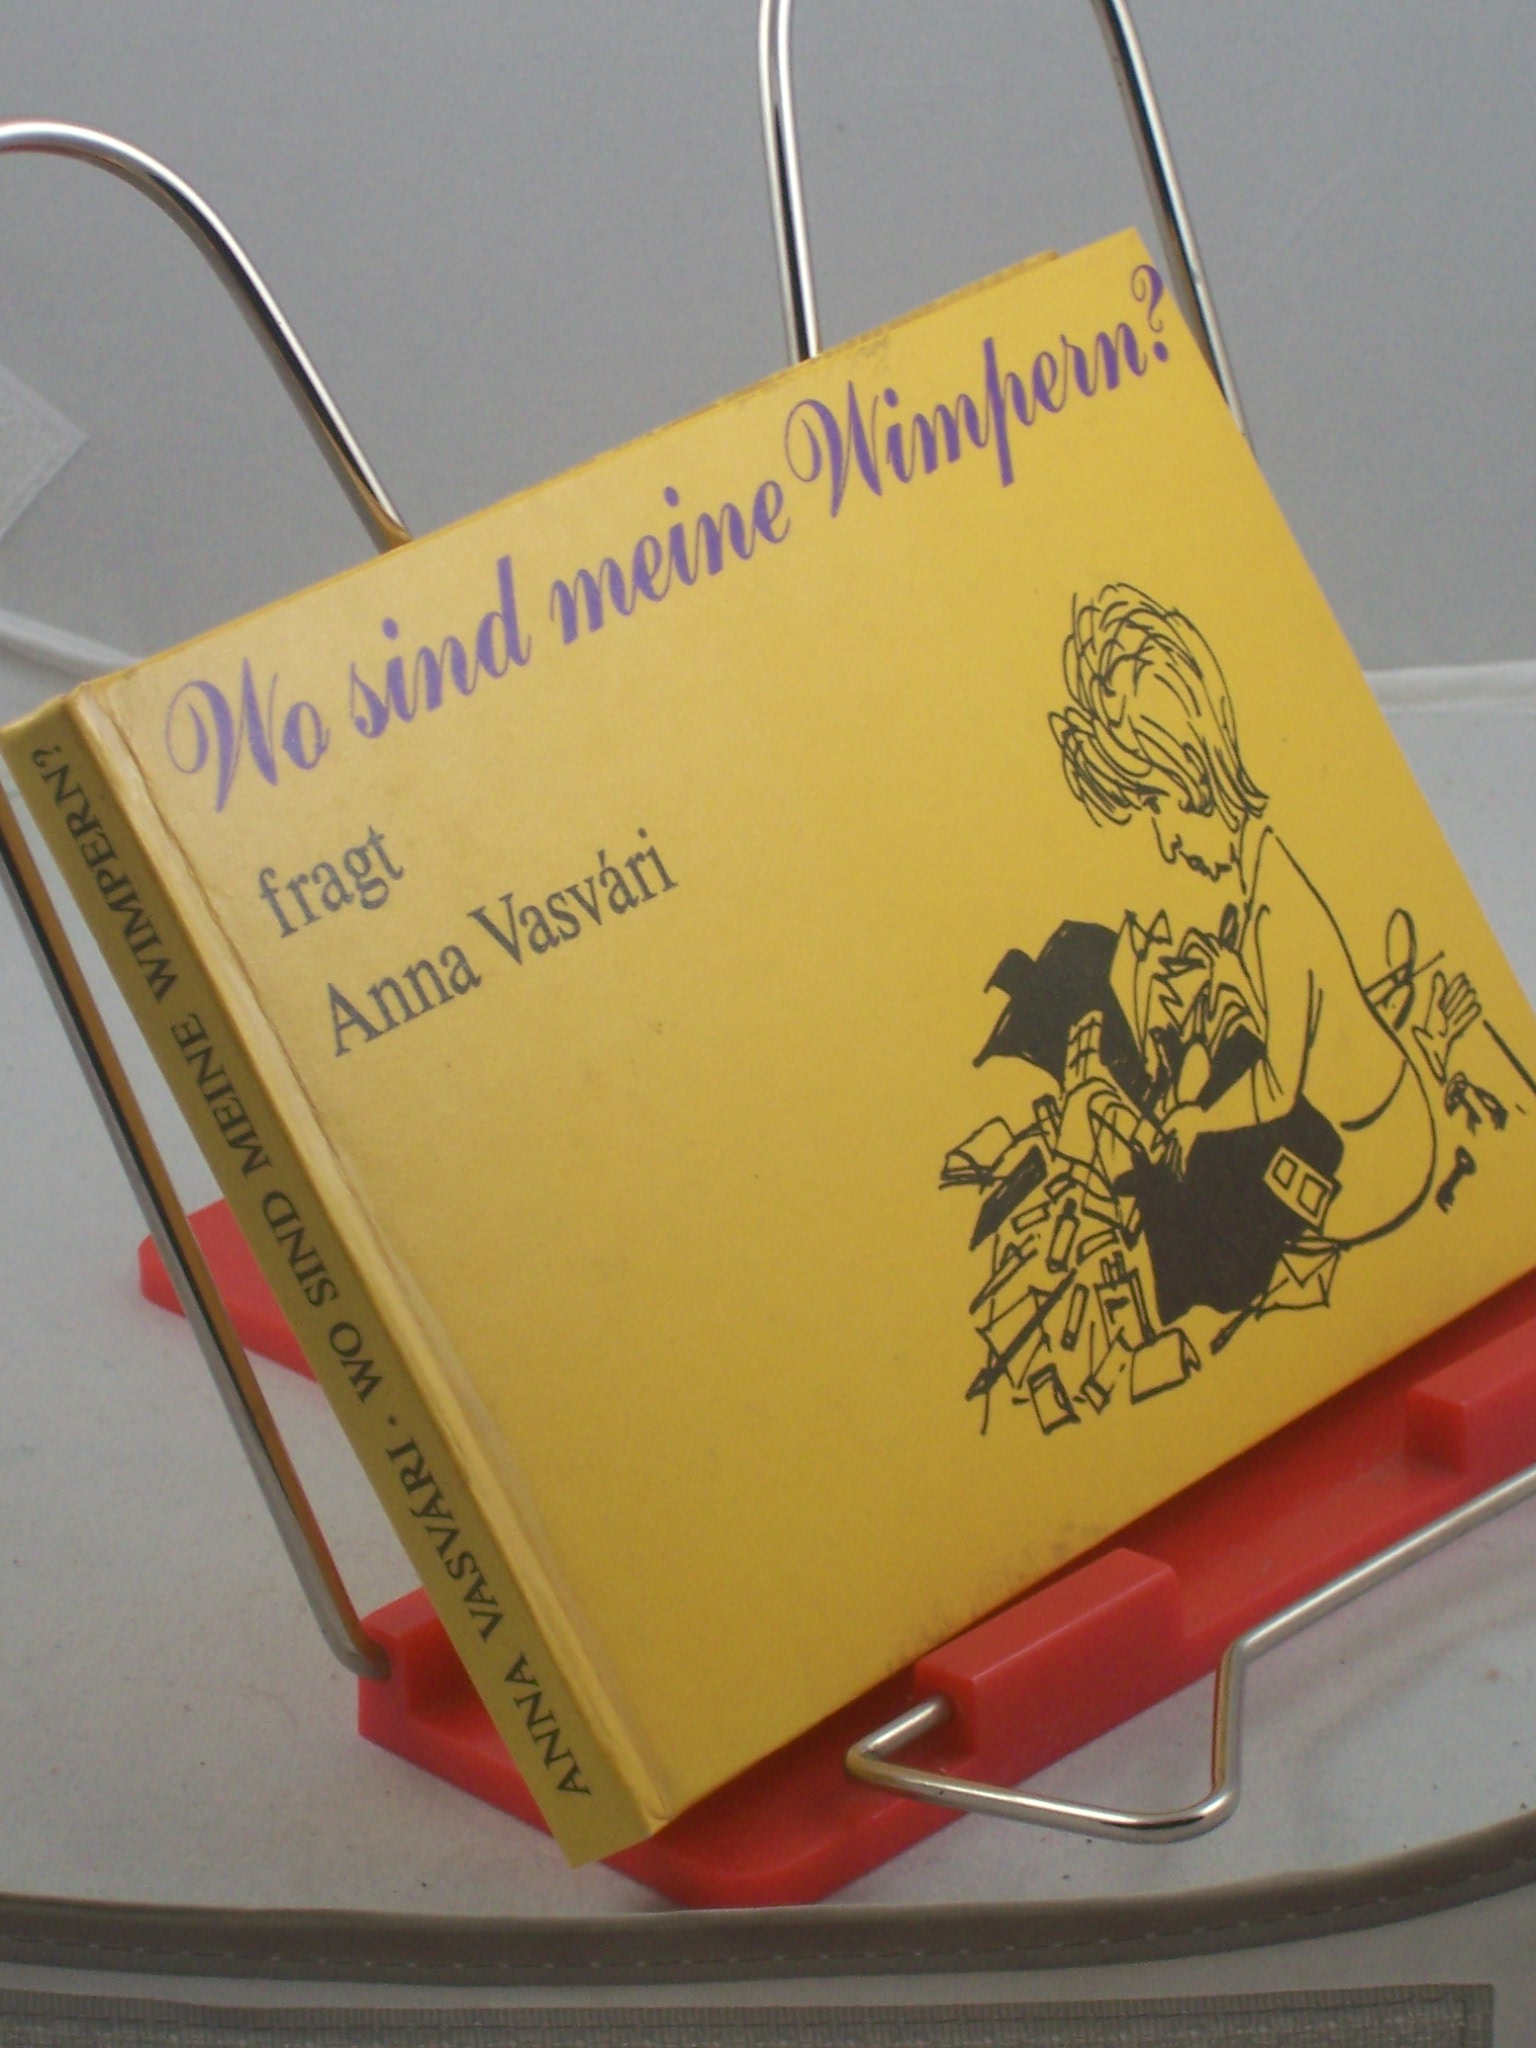 Wo sind meine Wimpern?
fragt
Anna Vasvári
ANNA VASVÁRI · WO SIND MEINE WIMPERN?